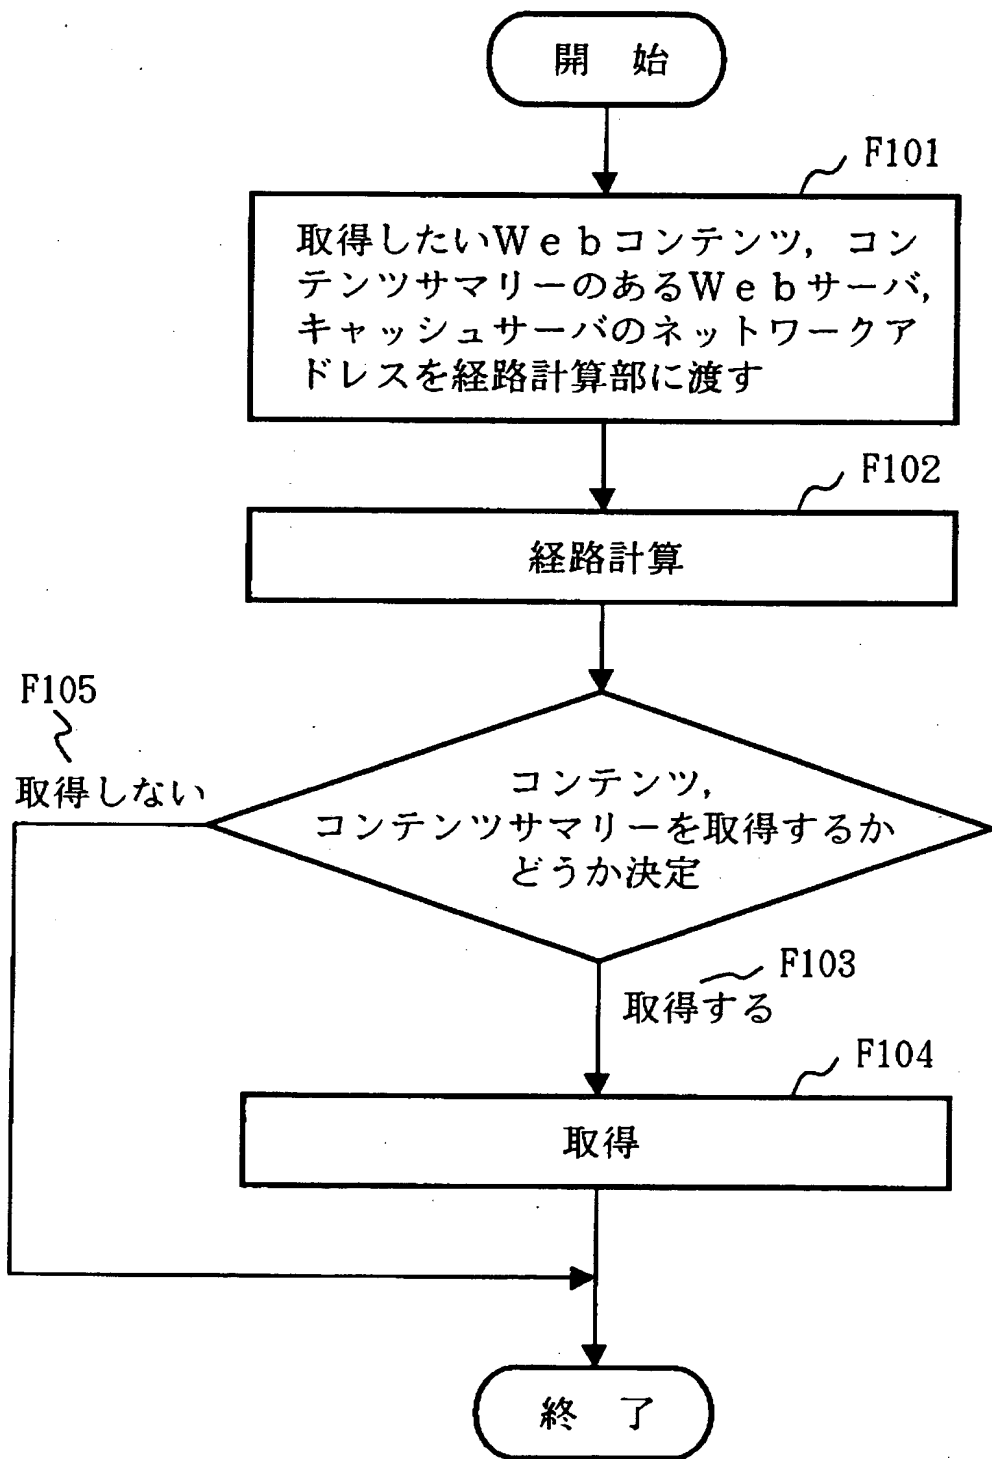 開 始
F101
取得したいWebコンテンツ, コン
テンツサマリーのあるWebサーバ,
キャッシュサーバのネットワークア
ドレスを経路計算部に渡す
F102
経路計算
F105
取得しない
コンテンツ,
コンテンツサマリーを取得するか
どうか決定
F103
取得する
F104
取得
終 了